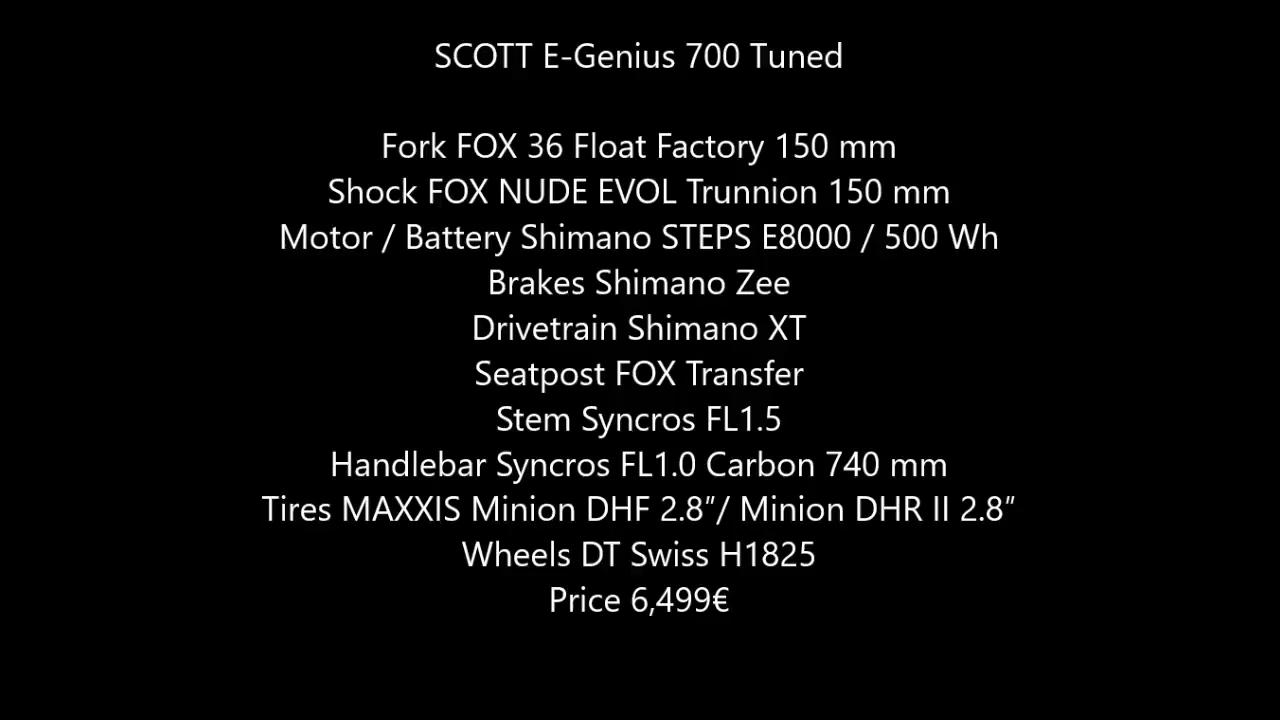 SCOTT E-Genius 700 Tuned
Fork FOX 36 Float Factory 150 mm
Shock FOX NUDE EVOL Trunnion 150 mm
Motor / Battery Shimano STEPS E8000 / 500 Wh
Brakes Shimano Zee
Drivetrain Shimano XT
Seatpost FOX Transfer
Stem Syncros FL1.5
Handlebar Syncros FL1.0 Carbon 740 mm
Tires MAXXIS Minion DHF 2.8″/ Minion DHR II 2.8″
Wheels DT Swiss H1825
Price 6,499€